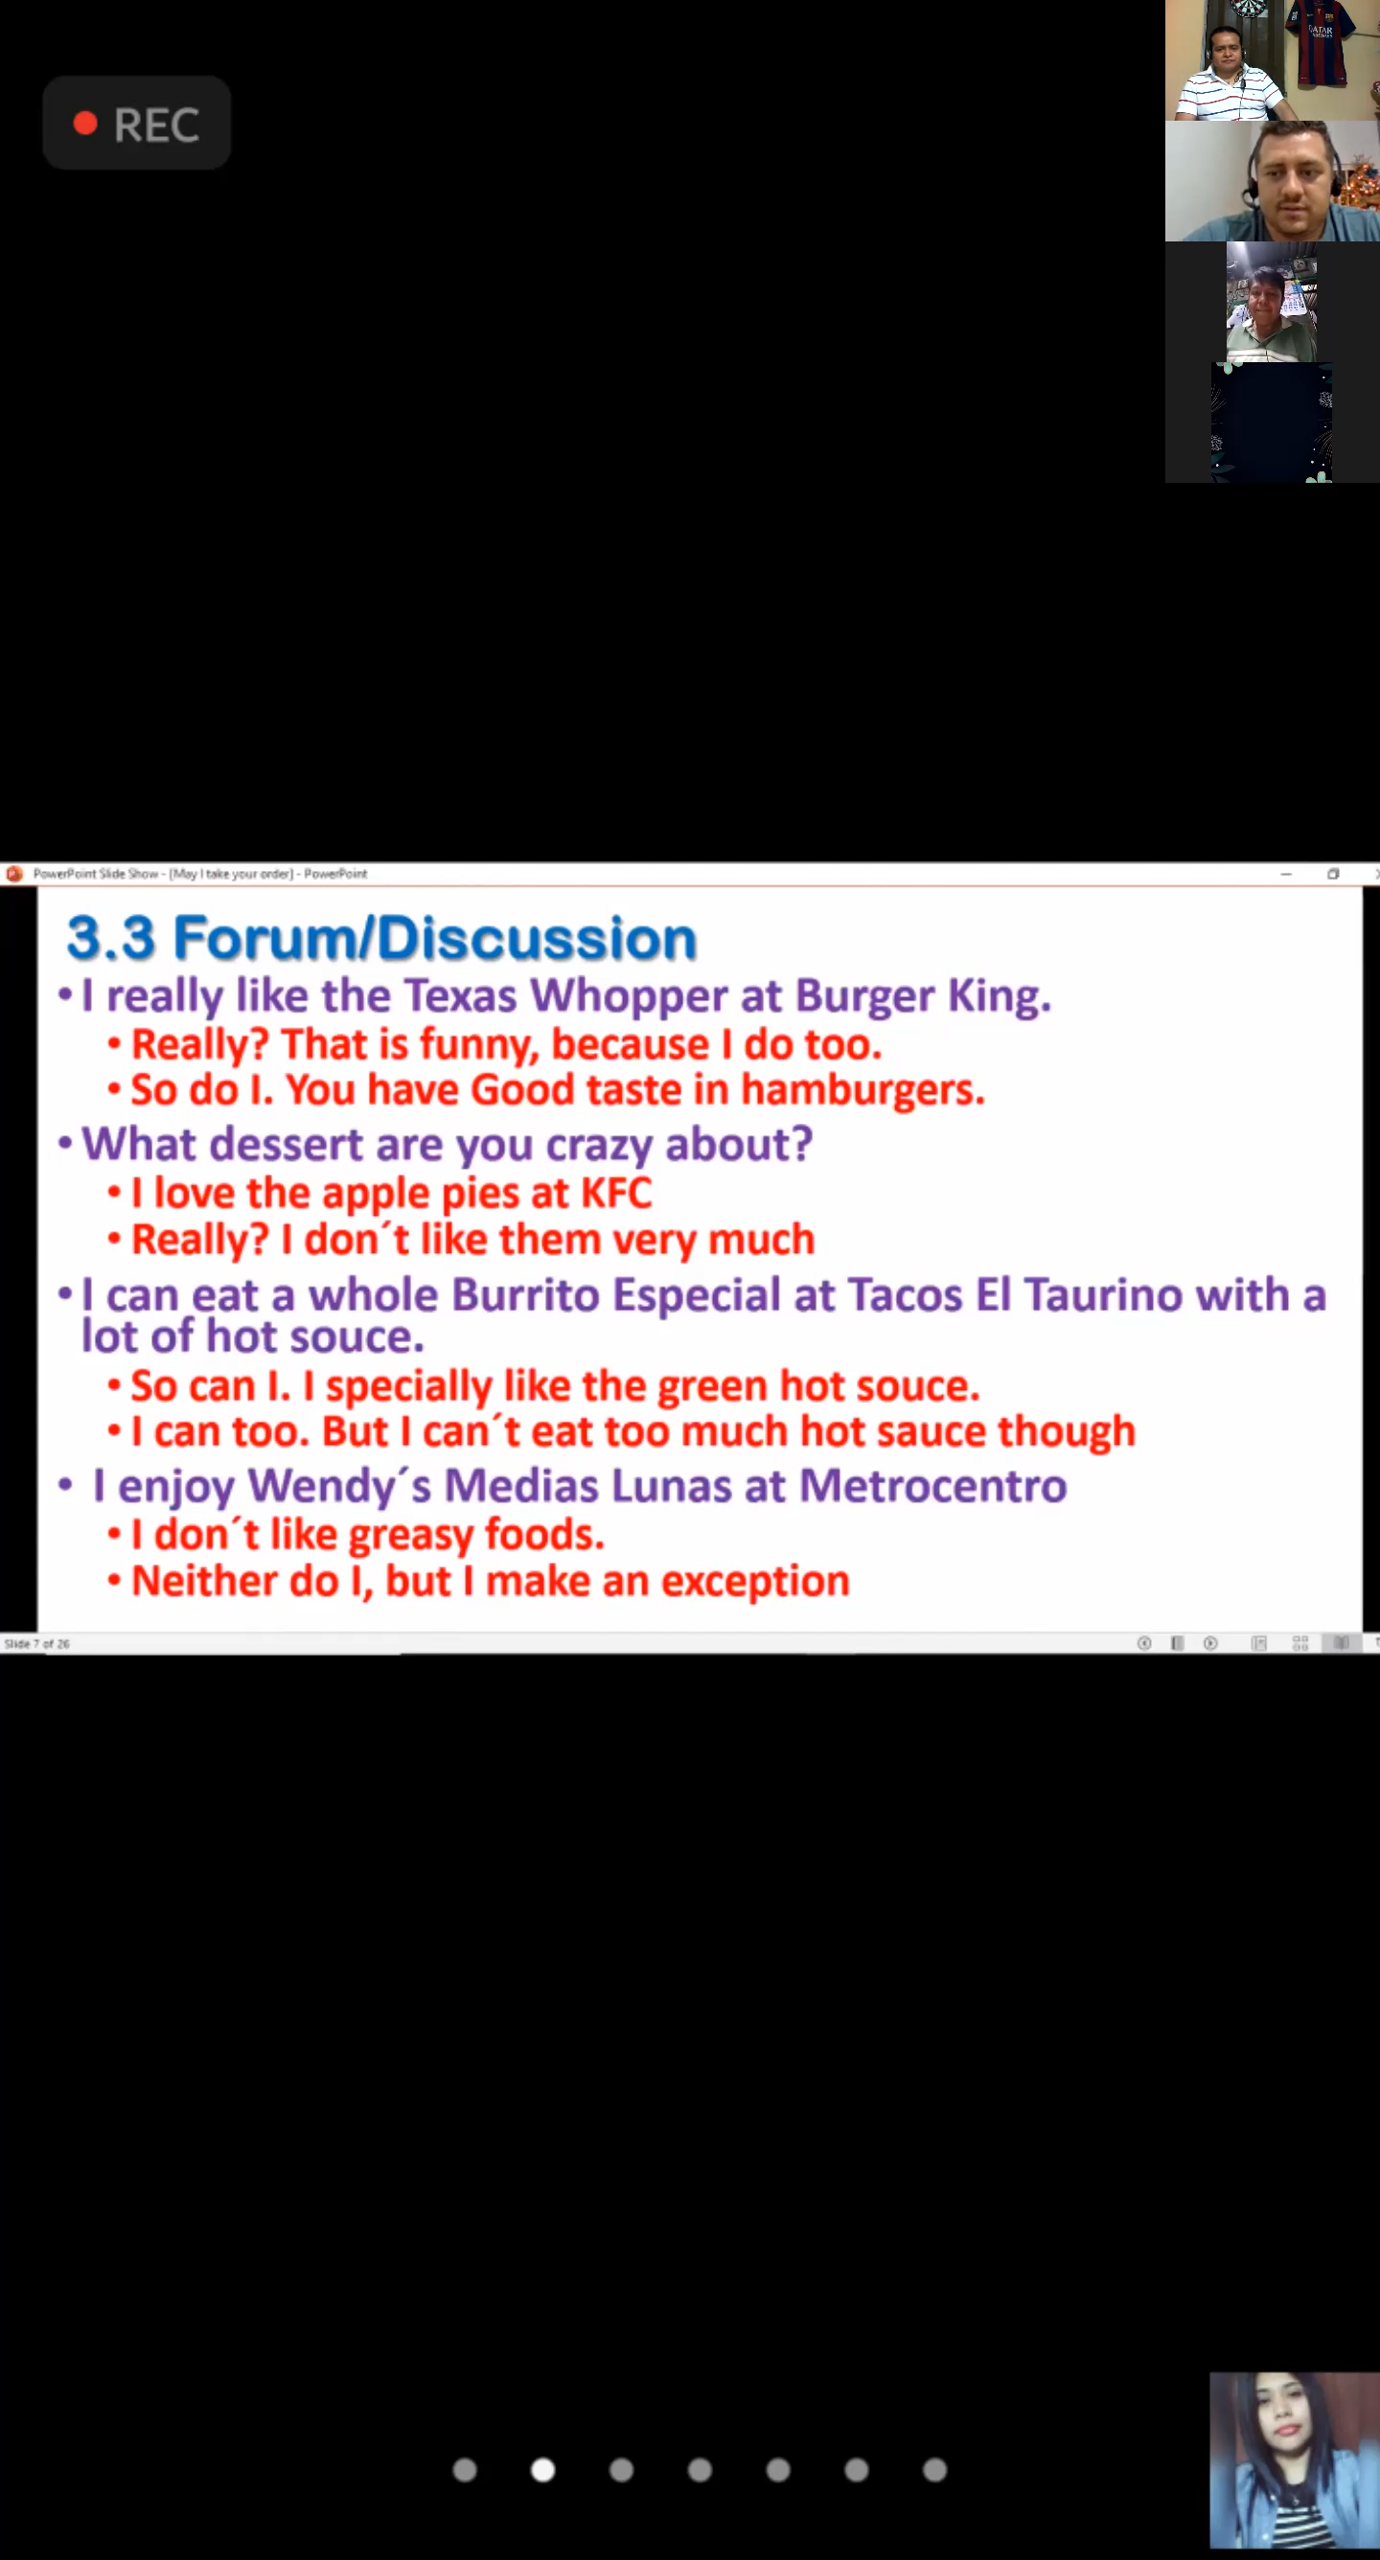 REC
QATAR
PowerPoint Slide Show - [May I take your order] - PowerPoint
3.3 Forum/Discussion
• I really like the Texas Whopper at Burger King.
• Really? That is funny, because I do too.
• So do I. You have Good taste in hamburgers.
• What dessert are you crazy about?
• I love the apple pies at KFC
• Really? I don´t like them very much
• I can eat a whole Burrito Especial at Tacos El Taurino with a
lot of hot souce.
• So can I. I specially like the green hot souce.
• I can too. But I can´t eat too much hot sauce though
• I enjoy Wendy´s Medias Lunas at Metrocentro
• I don´t like greasy foods.
• Neither do I, but I make an exception
Slide 7 of 26